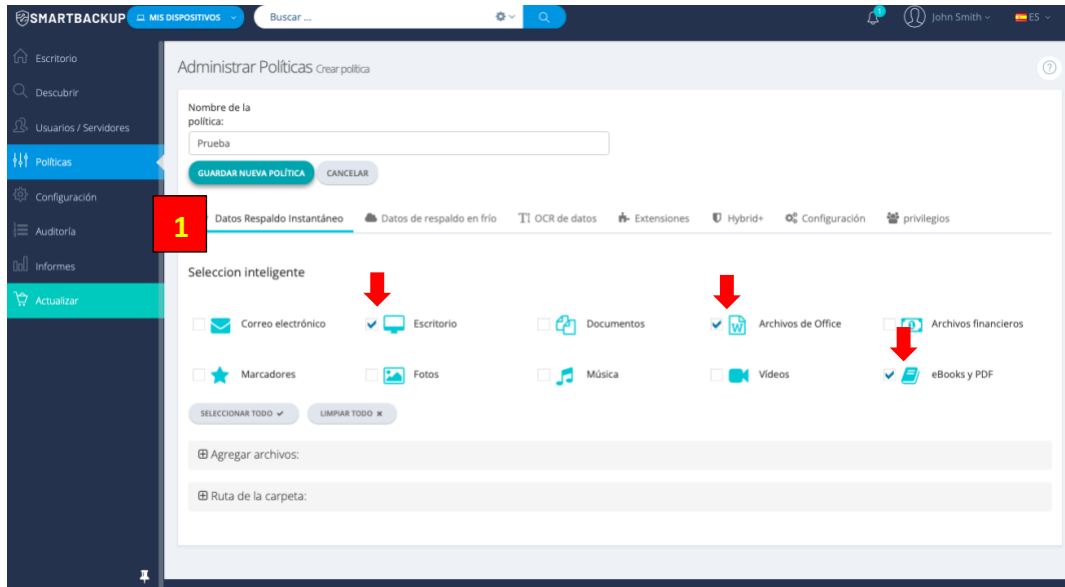 SMARTBACKUP
MIS DISPOSITIVOS
Buscar ...
1
John Smith
ES
Escritorio
Descubrir
Usuarios / Servidores
Políticas
Configuración
Auditoría
Informes
Actualizar
Administrar Políticas Crear política
?
Nombre de la
política:
Prueba
GUARDAR NUEVA POLÍTICA
CANCELAR
1
Datos Respaldo Instantáneo
Datos de respaldo en frío
OCR de datos
Extensiones
Hybrid+
Configuración
privilegios
Seleccion inteligente
Correo electrónico
Escritorio
Documentos
W
Archivos de Office
Archivos financieros
Marcadores
Fotos
Música
Vídeos
eBooks y PDF
SELECCIONAR TODO
LIMPIAR TODO
Agregar archivos:
Ruta de la carpeta: